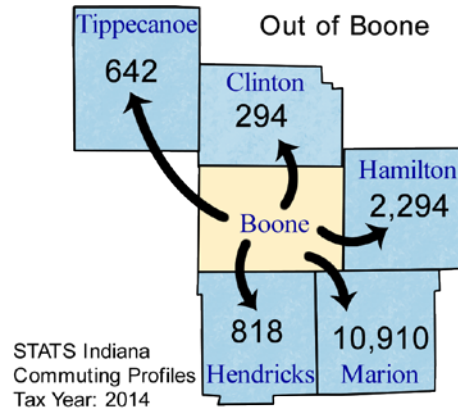 Tippecanoe
642
Out of Boone
Clinton
294
Hamilton
2,294
Boone
818
Hendricks
10,910
Marion
STATS Indiana
Commuting Profiles
Tax Year: 2014